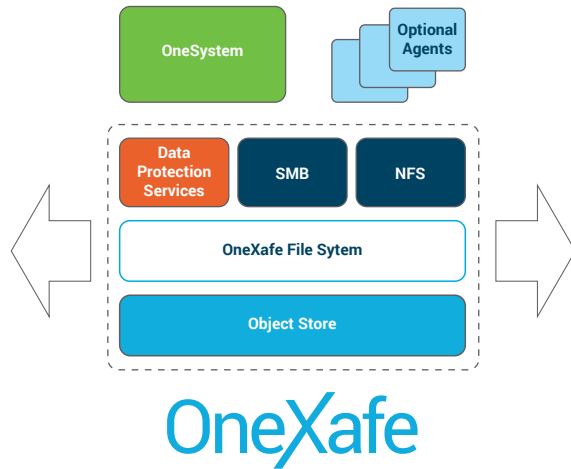 OneSystem
Optional
Agents
Data
Protection
Services
SMB
NFS
OneXafe File Sytem
Object Store
OneXafe